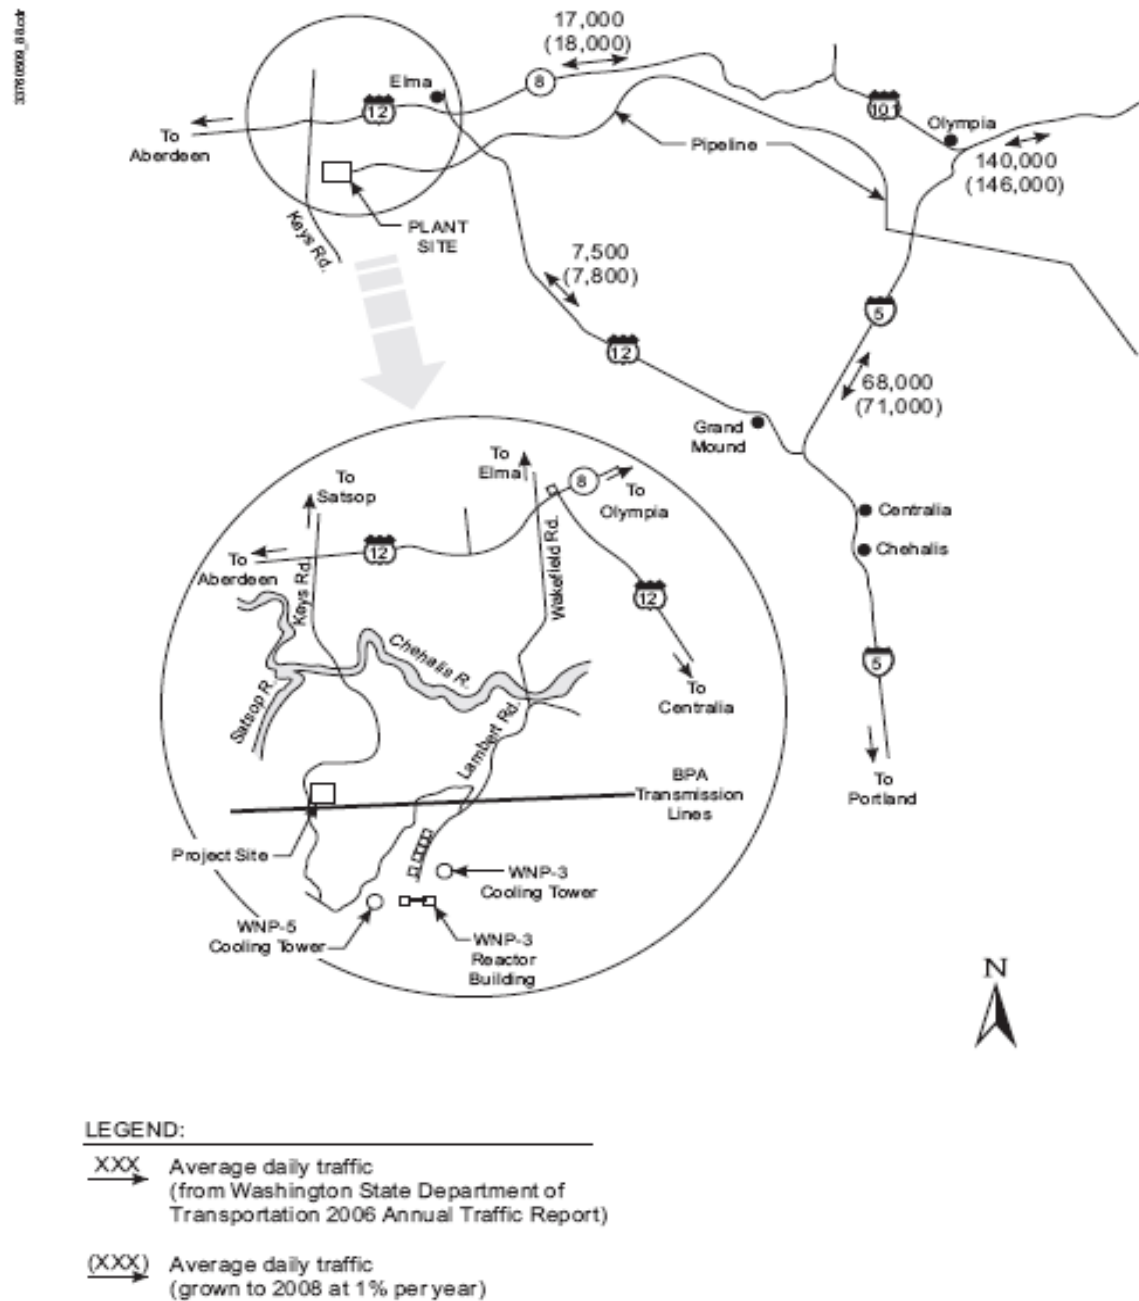 17,000
(18,000)
8
Elma
12
101
To
Aberdeen
Olympia
Pipeline
140,000
(146,000)
PLANT
SITE
Keys Rd.
7,500
(7,800)
5
12
68,000
(71,000)
Grand
Mound
Centralia
Chehalis
5
To
Portland
To
Satsop
To
Elma
8
To
Olympia
12
To
Aberdeen
Keys Rd.
Wakefield Rd.
12
Chehalis R.
Satsop R.
To
Centralia
Lambert Rd.
BPA
Transmission
Lines
Project Site
WNP-3
Cooling Tower
WNP-5
Cooling Tower
WNP-3
Reactor
Building
N
LEGEND:
XXX Average daily traffic
(from Washington State Department of
Transportation 2006 Annual Traffic Report)
(XXX) Average daily traffic
(grown to 2008 at 1% per year)